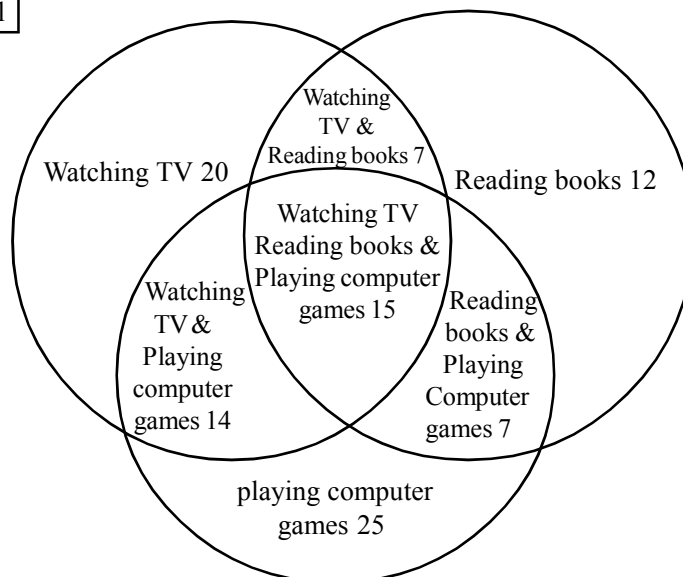 1
Watching
TV &
Reading books 7
Watching TV 20
Reading books 12
Watching TV
Reading books &
Playing computer
games 15
Watching
TV &
Playing
computer
games 14
Reading
books &
Playing
Computer
games 7
playing computer
games 25